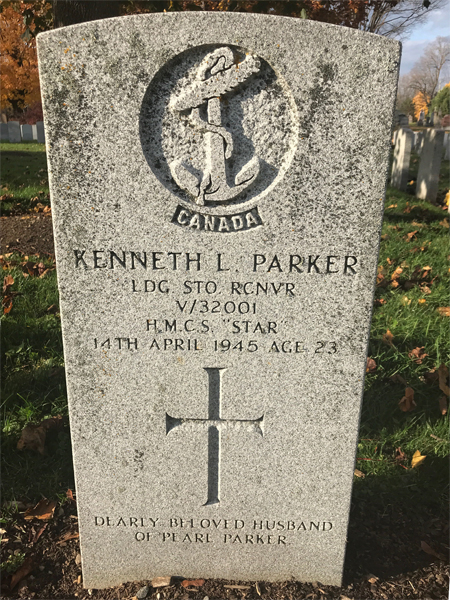 CANADA
KENNETH L. PARKER
LDG STO RCNVR
V/32001
H.M.C.S. "STAR"
14TH APRIL 1945 AGE 23
DEARLY BELOVED HUSBAND
OF PEARL PARKER